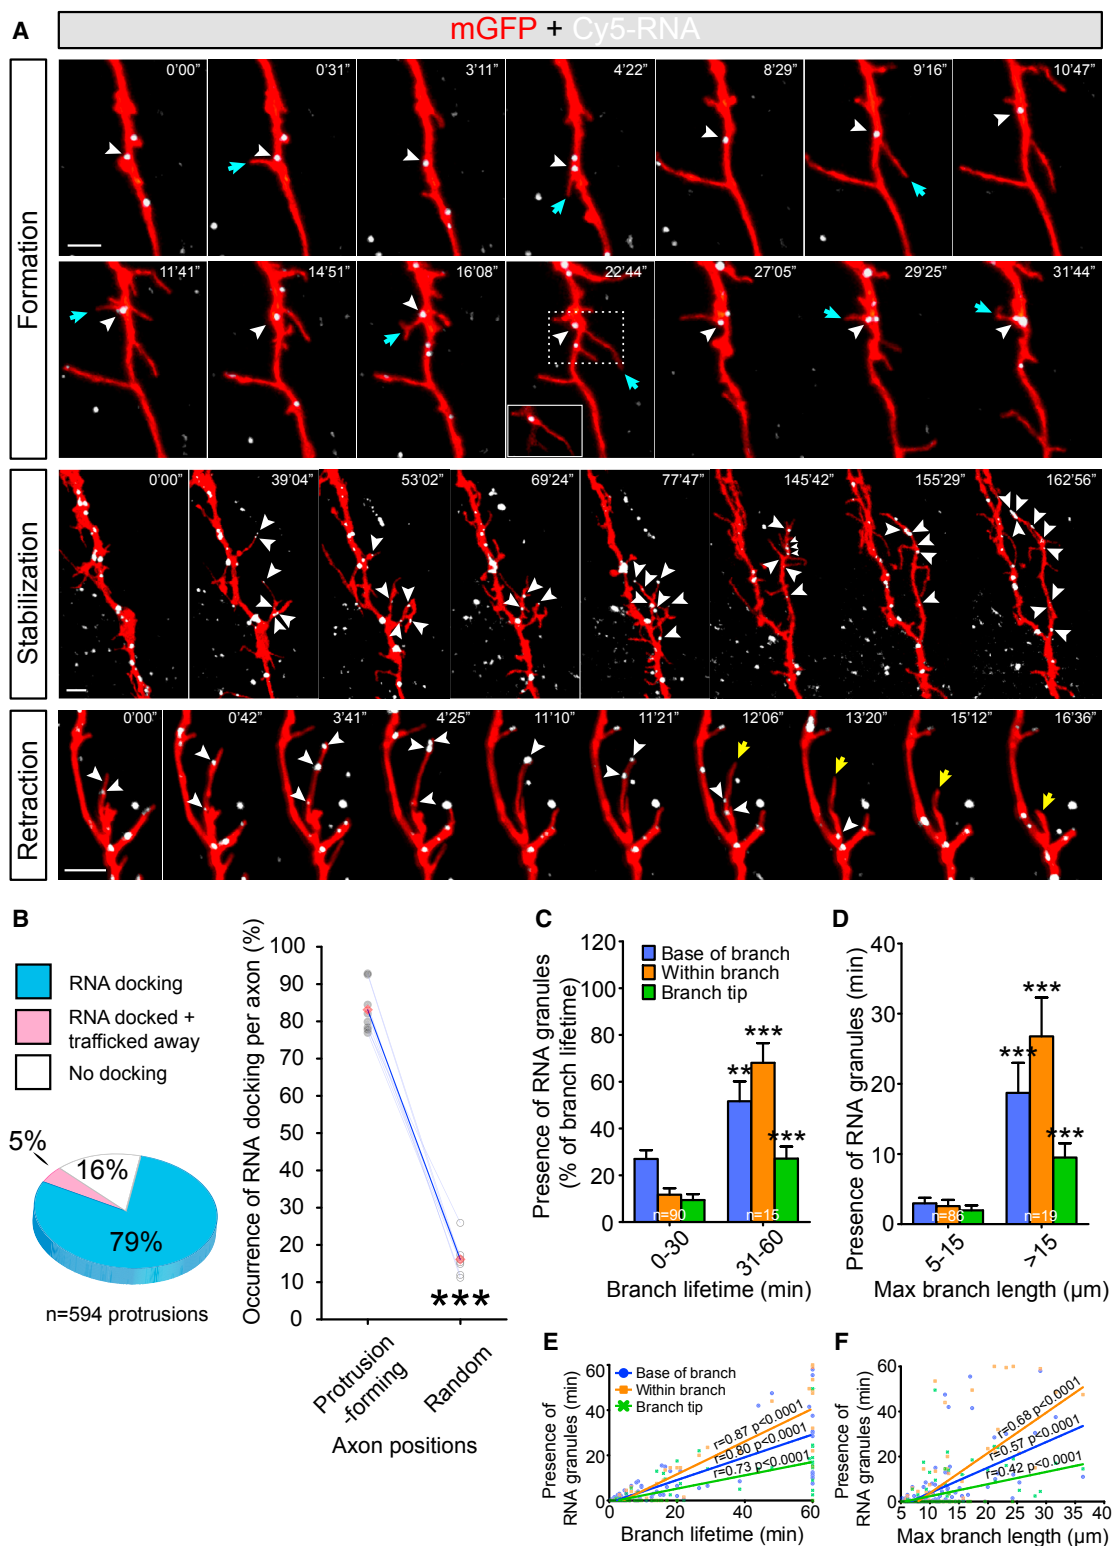 A
mGFP + Cy5-RNA
Formation
0'00” 0'31” 3'11” 4'22” 8'29” 9'16” 10'47”
11'41” 14'51” 16'08” 22'44” 27'05” 29'25” 31'44”
Stabilization
0'00” 39'04” 53'02” 69'24” 77'47” 145'42” 155'29” 162'56”
Retraction
0'00” 0'42” 3'41” 4'25” 11'10” 11'21” 12'06” 13'20” 15'12” 16'36”
B
RNA docking
RNA docked +
trafficked away
No docking
5%
16%
79%
n=594 protrusions
Occurrence of RNA docking per axon (%)
100
90
80
70
60
50
40
30
20
10
0
***
Protrusion
-forming
Random
Axon positions
C
Presence of RNA granules
(% of branch lifetime)
120
100
80
60
40
20
0
Base of branch
Within branch
Branch tip
** *** ***
n=90 n=15
0-30 31-60
Branch lifetime (min)
D
Presence of RNA granules (min)
40
30
20
10
0
*** *** ***
n=86 n=19
5-15 >15
Max branch length (µm)
E
Presence of
RNA granules (min)
60
40
20
0
Base of branch
Within branch
Branch tip
r=0.87 p<0.0001
r=0.80 p<0.0001
r=0.73 p<0.0001
0 20 40 60
Branch lifetime (min)
F
Presence of
RNA granules (min)
60
40
20
0
r=0.68 p<0.0001
r=0.57 p<0.0001
r=0.42 p<0.0001
5 10 15 20 25 30 35 40
Max branch length (µm)